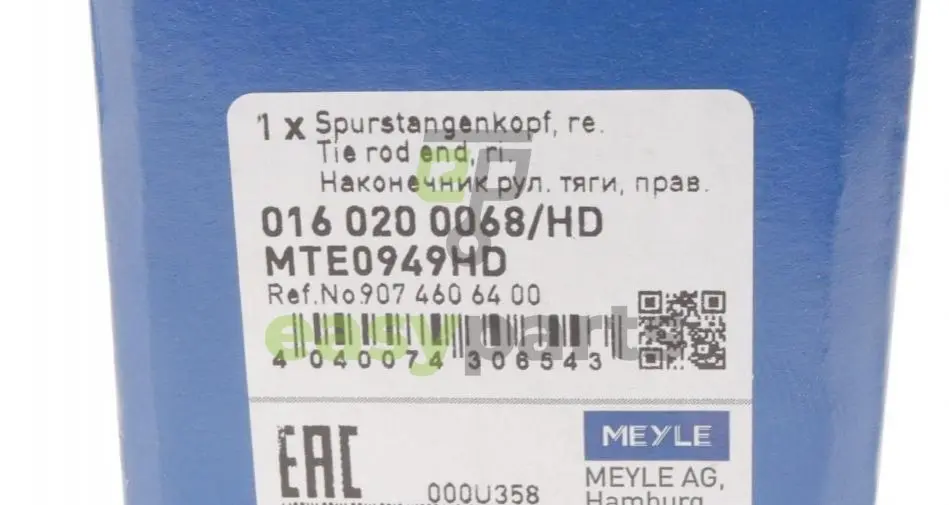 1 x Spurstangenkopf, re.
Tie rod end, ri.
Наконечник рул. тяги, прав.
016 020 0068/HD
MTE0949HD
Ref.No.907 460 64 00
easyparts
4 040074 306543
EAC
000U358
MEYLE
MEYLE AG,
Hamburg